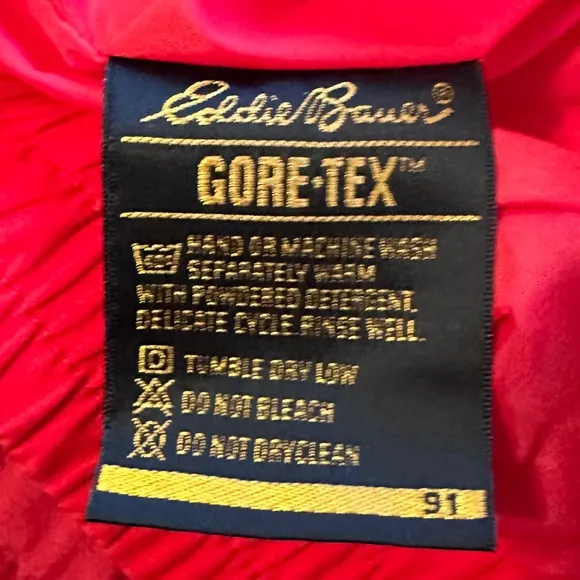 Eddie Bauer®
GORE-TEX™
HAND OR MACHINE WASH
SEPARATELY WARM
WITH POWDERED DETERGENT.
DELICATE CYCLE. RINSE WELL.
D TUMBLE DRY LOW
DO NOT BLEACH
DO NOT DRYCLEAN
91